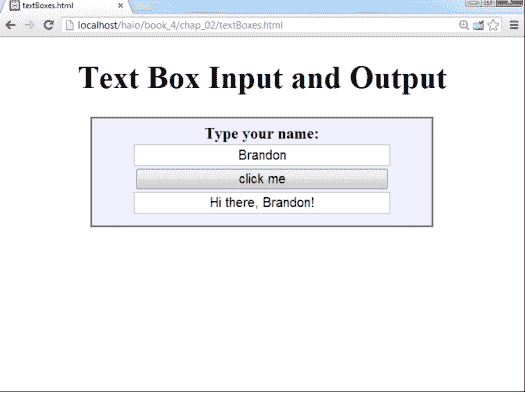 textBoxes.html
localhost/haio/book_4/chap_02/textBoxes.html
Text Box Input and Output
Type your name:
Brandon
click me
Hi there, Brandon!